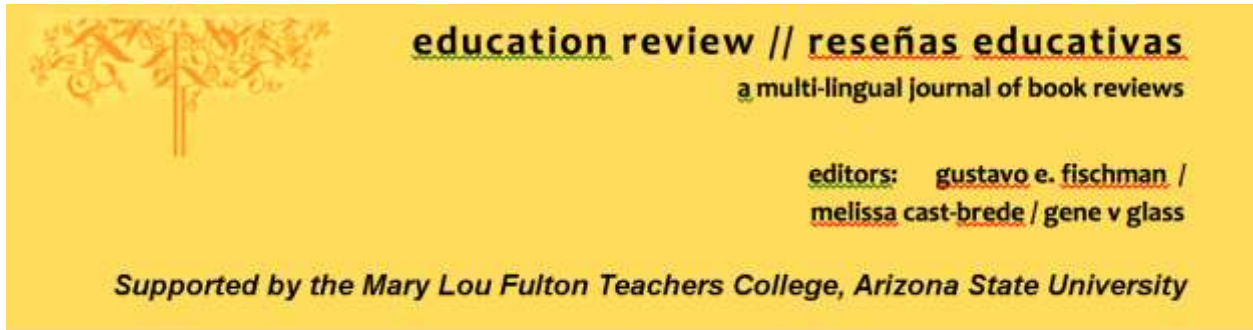 education review // reseñas educativas
a multi-lingual journal of book reviews
editors: gustavo e. fischman /
melissa cast-brede / gene v glass
Supported by the Mary Lou Fulton Teachers College, Arizona State University